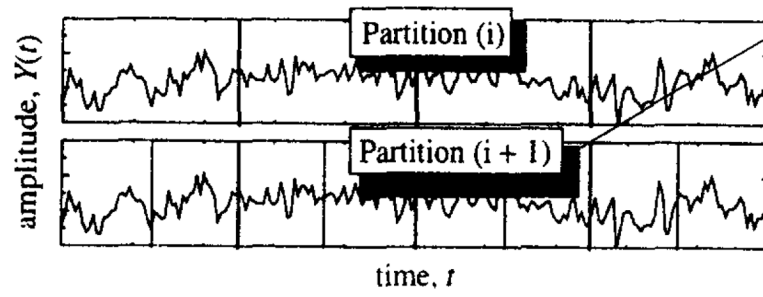 amplitude, Y(t)
Partition (i)
Partition (i + 1)
time, t